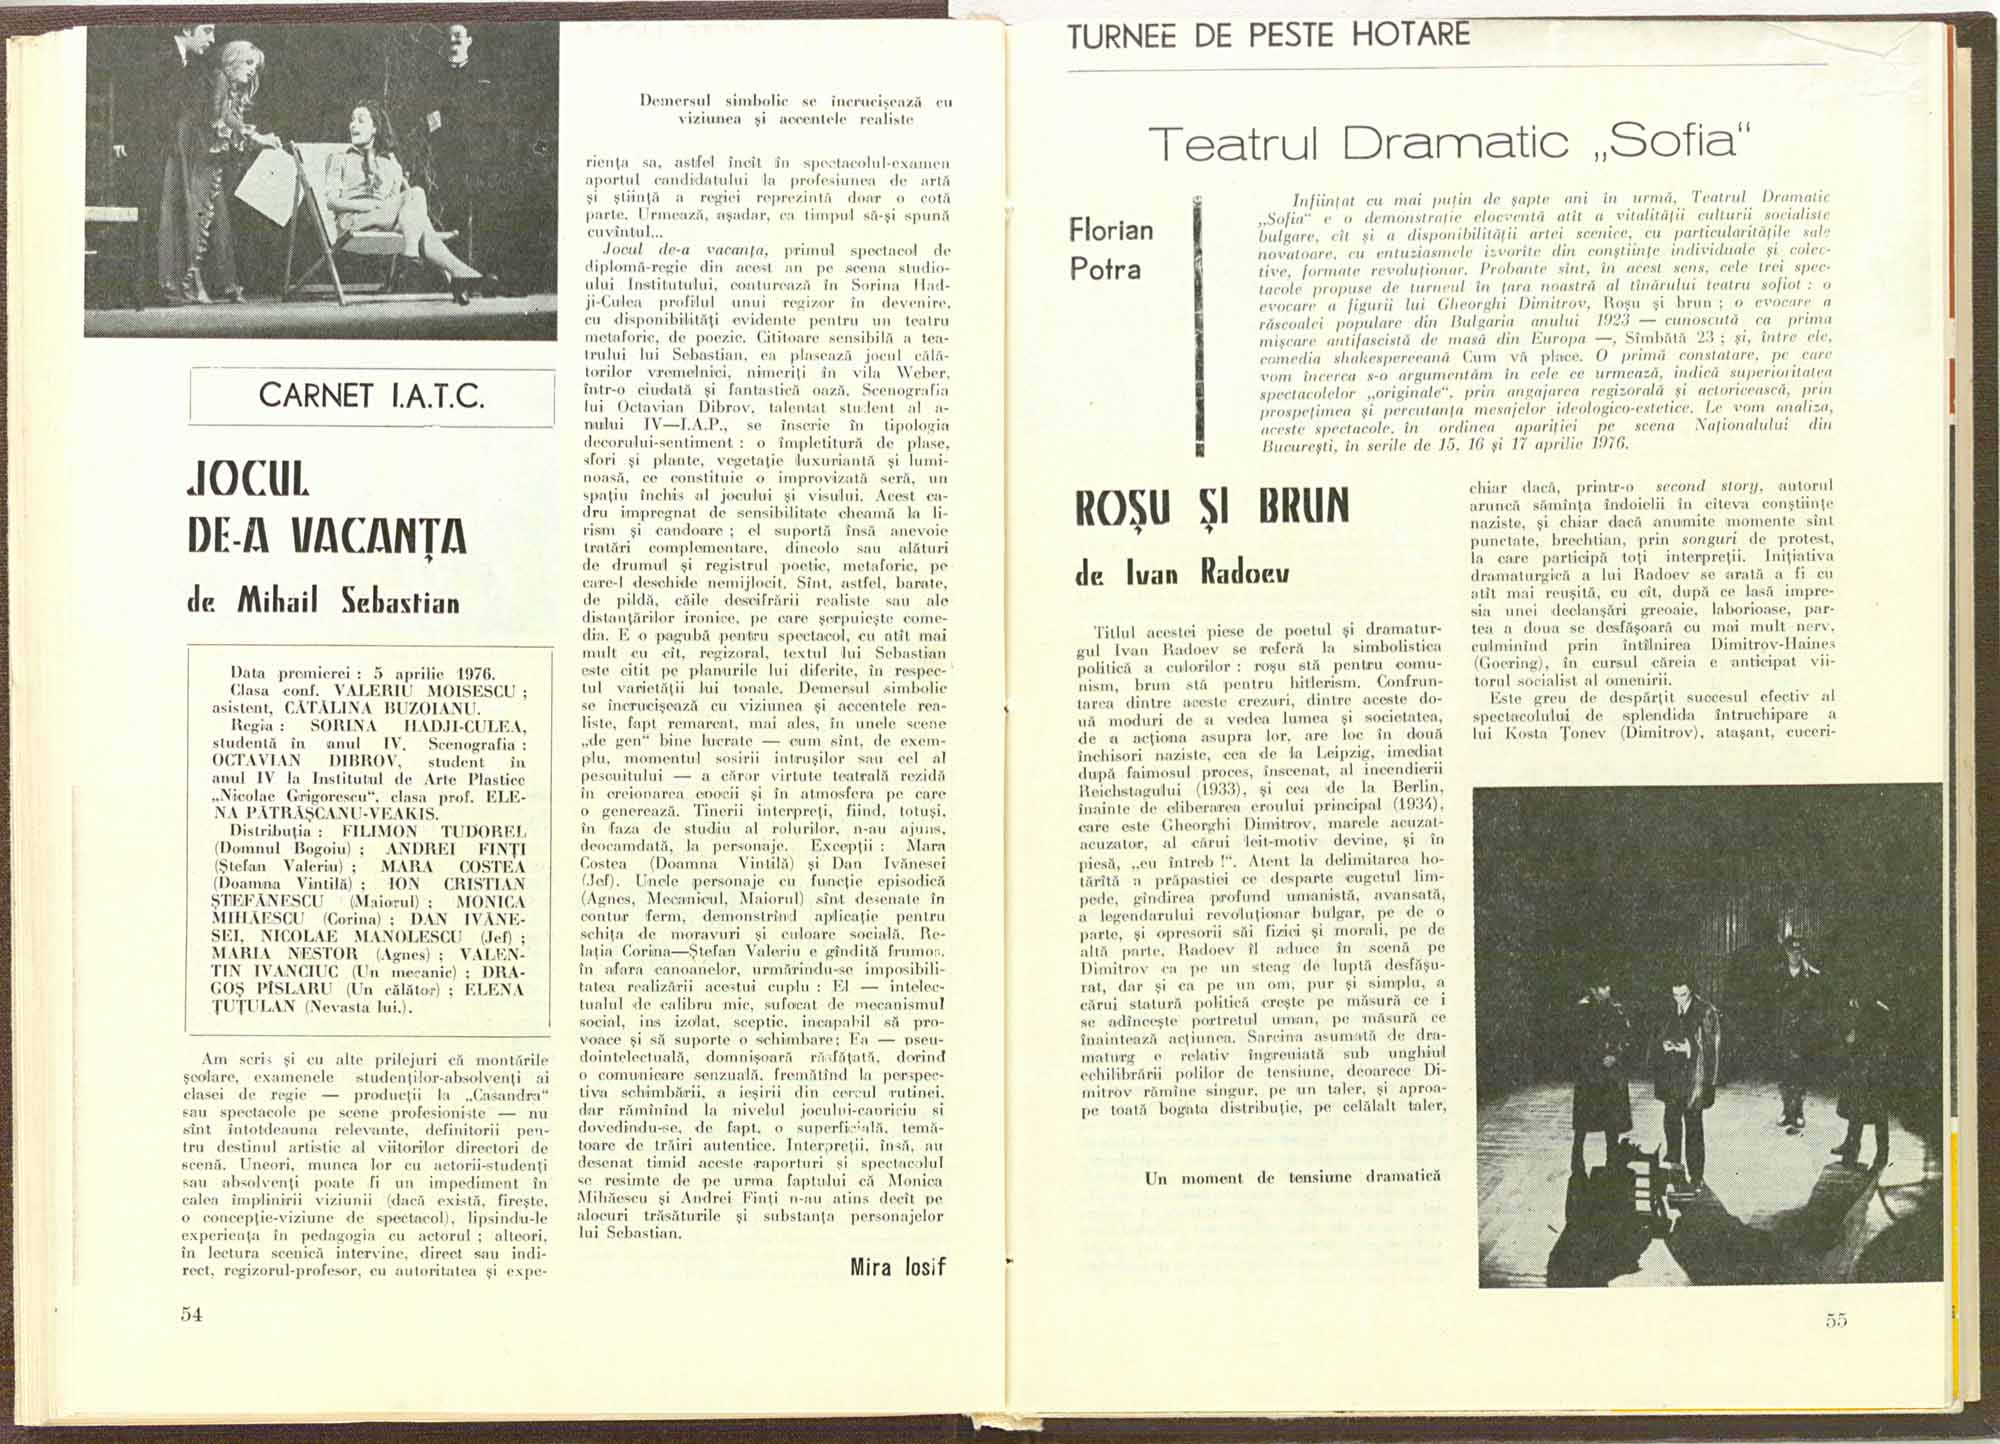 Demersul simbolic se încrucișează cu
viziunea și accentele realiste
CARNET I.A.T.C.
JOCUL
DE-A VACANȚA
de Mihail Sebastian
Data premierei : 5 aprilie 1976.
Clasa conf. VALERIU MOISESCU ;
asistent, CĂTĂLINA BUZOIANU.
Regia : SORINA HADJI-CULEA,
studentă în anul IV. Scenografia :
OCTAVIAN DIBROV, student în
anul IV la Institutul de Arte Plastice
„Nicolae Grigorescu“, clasa prof. ELE-
NA PĂTRĂȘCANU-VEAKIS.
Distribuția : FILIMON TUDOREL
(Domnul Bogoiu) ; ANDREI FINȚI
(Ștefan Valeriu) ; MARA COSTEA
(Doamna Vintilă) ; ION CRISTIAN
ȘTEFĂNESCU (Maiorul) ; MONICA
MIHĂESCU (Corina) ; DAN IVĂNE-
SEI, NICOLAE MANOLESCU (Jef) ;
MARIA NESTOR (Agnes) ; VALEN-
TIN IVANCIUC (Un mecanic) ; DRA-
GOȘ PÎSLARU (Un călător) ; ELENA
ȚUȚULAN (Nevasta lui.).
Am scris și cu alte prilejuri că montările
școlare, examenele studenților-absolvenți ai
clasei de regie — producții la „Casandra“
sau spectacole pe scene profesioniste — nu
sînt întotdeauna relevante, definitorii pen-
tru destinul artistic al viitorilor directori de
scenă. Uneori, munca lor cu actorii-studenți
sau absolvenți poate fi un impediment în
calea împlinirii viziunii (dacă există, firește,
o concepție-viziune de spectacol), lipsindu-le
experiența în pedagogia cu actorul ; alteori,
în lectura scenică intervine, direct sau indi-
rect, regizorul-profesor, cu autoritatea și expe-
riența sa, astfel încît în spectacolul-examen
aportul candidatului la profesiunea de artă
și știință a regiei reprezintă doar o cotă
parte. Urmează, așadar, ca timpul să-și spună
cuvîntul...
Jocul de-a vacanța, primul spectacol de
diplomă-regie din acest an pe scena studio-
ului Institutului, conturează în Sorina Had-
ji-Culea profilul unui regizor în devenire,
cu disponibilități evidente pentru un teatru
metaforic, de poezie. Cititoare sensibilă a tea-
trului lui Sebastian, ea plasează jocul călă-
torilor vremelnici, nimeriți în vila Weber,
într-o ciudată și fantastică oază. Scenografia
lui Octavian Dibrov, talentat student al a-
nului IV—I.A.P., se înscrie în tipologia
decorului-sentiment : o împletitură de plase,
sfori și plante, vegetație luxuriantă și lumi-
noasă, ce constituie o improvizată seră, un
spațiu închis al jocului și visului. Acest ca-
dru impregnat de sensibilitate cheamă la li-
rism și candoare ; el suportă însă anevoie
tratări complementare, dincolo sau alături
de drumul și registrul poetic, metaforic, pe
care-l deschide nemijlocit. Sînt, astfel, barate,
de pildă, căile descifrării realiste sau ale
distanțărilor ironice, pe care șerpuiește come-
dia. E o pagubă pentru spectacol, cu atît mai
mult cu cît, regizoral, textul lui Sebastian
este citit pe planurile lui diferite, în respec-
tul varietății lui tonale. Demersul simbolic
se încrucișează cu viziunea și accentele rea-
liste, fapt remarcat, mai ales, în unele scene
„de gen“ bine lucrate — cum sînt, de exem-
plu, momentul sosirii intrușilor sau cel al
pescuitului — a căror virtute teatrală rezidă
în creionarea epocii și în atmosfera pe care
o generează. Tinerii interpreți, fiind, totuși,
în faza de studiu al rolurilor, n-au ajuns,
deocamdată, la personaje. Excepții : Mara
Costea (Doamna Vintilă) și Dan Ivănesei
(Jef). Unele personaje cu funcție episodică
(Agnes, Mecanicul, Maiorul) sînt desenate în
contur ferm, demonstrînd aplicație pentru
schița de moravuri și culoare socială. Re-
lația Corina—Ștefan Valeriu e gîndită frumos,
în afara canoanelor, urmărindu-se imposibili-
tatea realizării acestui cuplu : El — intelec-
tualul de calibru mic, sufocat de mecanismul
social, ins izolat, sceptic, incapabil să pro-
voace și să suporte o schimbare; Ea — pseu-
dointelectuală, domnișoară răsfățată, dorind
o comunicare senzuală, fremătînd la perspec-
tiva schimbării, a ieșirii din cercul rutinei,
dar rămînînd la nivelul jocului-capriciu și
dovedindu-se, de fapt, o superficială, temă-
toare de trăiri autentice. Interpreții, însă, au
desenat timid aceste raporturi și spectacolul
se resimte de pe urma faptului că Monica
Mihăescu și Andrei Finți n-au atins decît pe
alocuri trăsăturile și substanța personajelor
lui Sebastian.
Mira Iosif
54
TURNEE DE PESTE HOTARE
Teatrul Dramatic „Sofia“
Florian
Potra
Înființat cu mai puțin de șapte ani în urmă, Teatrul Dramatic
„Sofia“ e o demonstrație elocventă atît a vitalității culturii socialiste
bulgare, cît și a disponibilității artei scenice, cu particularitățile sale
novatoare, cu entuziasmele izvorîte din conștiințe individuale și colec-
tive, formate revoluționar. Probante sînt, în acest sens, cele trei spec-
tacole propuse de turneul în țara noastră al tînărului teatru sofiot : o
evocare a figurii lui Gheorghi Dimitrov, Roșu și brun ; o evocare a
răscoalei populare din Bulgaria anului 1923 — cunoscută ca prima
mișcare antifascistă de masă din Europa —, Sîmbătă 23 ; și, între ele,
comedia shakespereeană Cum vă place. O primă constatare, pe care
vom încerca s-o argumentăm în cele ce urmează, indică superioritatea
spectacolelor „originale“, prin angajarea regizorală și actoricească, prin
prospețimea și percutanța mesajelor ideologico-estetice. Le vom analiza,
aceste spectacole, în ordinea apariției pe scena Naționalului din
București, în serile de 15, 16 și 17 aprilie 1976.
ROȘU ȘI BRUN
de Ivan Radoev
Titlul acestei piese de poetul și dramatur-
gul Ivan Radoev se referă la simbolistica
politică a culorilor : roșu stă pentru comu-
nism, brun stă pentru hitlerism. Confrun-
tarea dintre aceste crezuri, dintre aceste do-
uă moduri de a vedea lumea și societatea,
de a acționa asupra lor, are loc în două
închisori naziste, cea de la Leipzig, imediat
după faimosul proces, înscenat, al incendierii
Reichstagului (1933), și cea de la Berlin,
înainte de eliberarea eroului principal (1934),
care este Gheorghi Dimitrov, marele acuzat-
acuzator, al cărui leit-motiv devine, și în
piesă, „eu întreb !“. Atent la delimitarea ho-
tărîtă a prăpastiei ce desparte cugetul lim-
pede, gîndirea profund umanistă, avansată,
a legendarului revoluționar bulgar, pe de o
parte, și opresorii săi fizici și morali, pe de
altă parte, Radoev îl aduce în scenă pe
Dimitrov ca pe un steag de luptă desfășu-
rat, dar și ca pe un om, pur și simplu, a
cărui statură politică crește pe măsură ce i
se adîncește portretul uman, pe măsură ce
înaintează acțiunea. Sarcina asumată de dra-
maturg e relativ îngreuiată sub unghiul
echilibrării polilor de tensiune, deoarece Di-
mitrov rămîne singur, pe un taler, și aproa-
pe toată bogata distribuție, pe celălalt taler,
Un moment de tensiune dramatică
chiar dacă, printr-o second story, autorul
aruncă sămînța îndoielii în cîteva conștiințe
naziste, și chiar dacă anumite momente sînt
punctate, brechtian, prin songuri de protest,
la care participă toți interpreții. Inițiativa
dramaturgică a lui Radoev se arată a fi cu
atît mai reușită, cu cît, după ce lasă impre-
sia unei declanșări greoaie, laborioase, par-
tea a doua se desfășoară cu mai mult nerv,
culminînd prin întîlnirea Dimitrov-Haines
(Goering), în cursul căreia e anticipat vii-
torul socialist al omenirii.
Este greu de despărțit succesul efectiv al
spectacolului de splendida întruchipare a
lui Kosta Țonev (Dimitrov), atașant, cuceri-
55